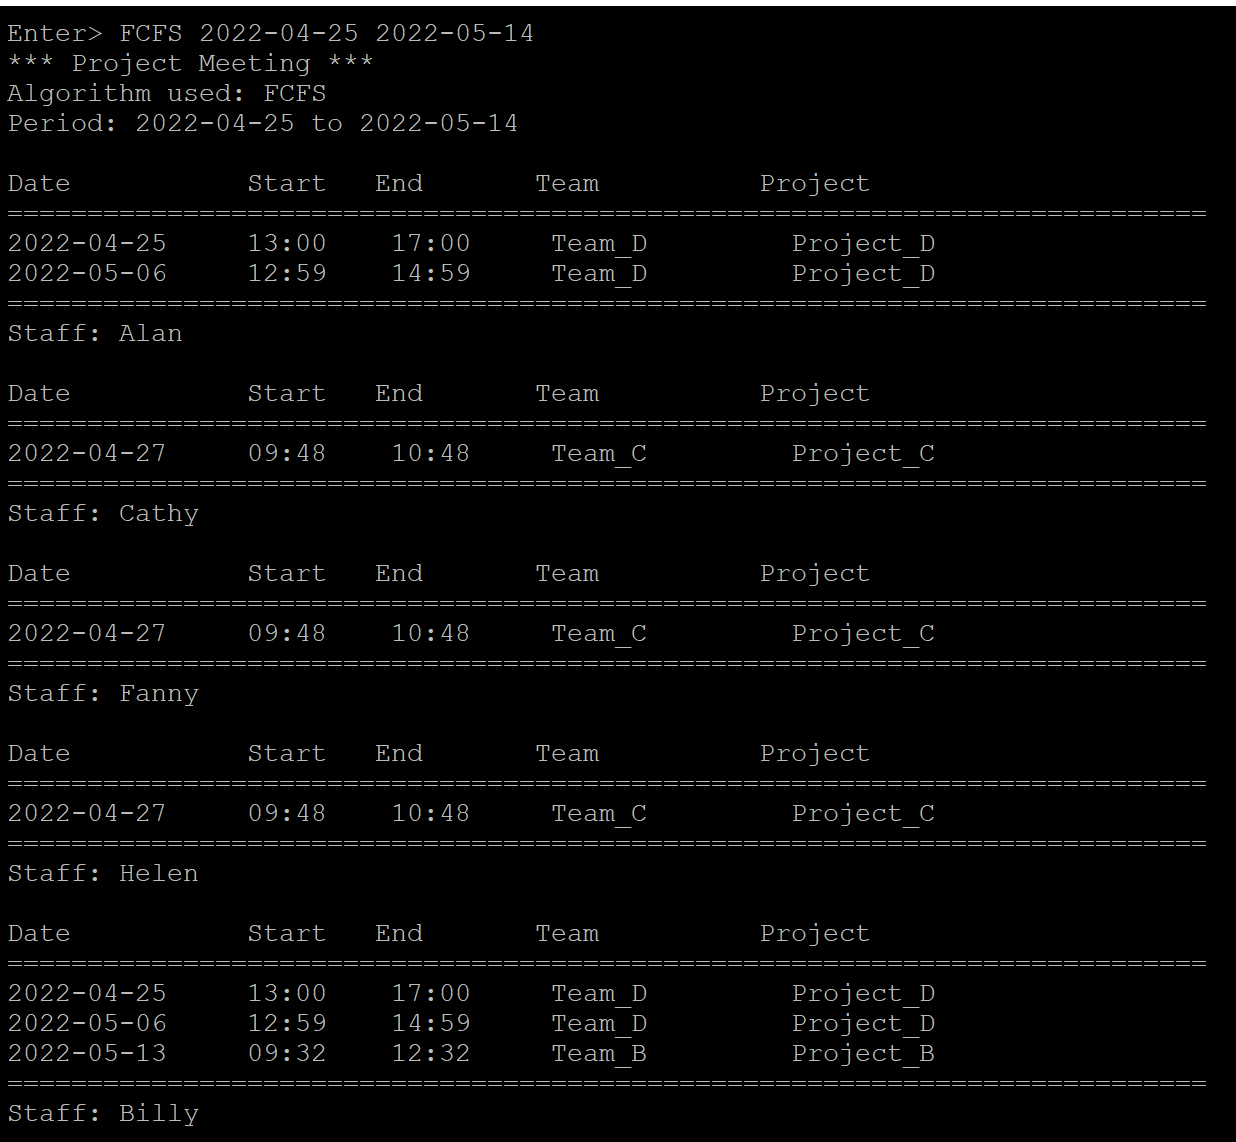 Enter> FCFS 2022-04-25 2022-05-14
*** Project Meeting ***
Algorithm used: FCFS
Period: 2022-04-25 to 2022-05-14
Date Start End Team Project
===========================================================================
2022-04-25 13:00 17:00 Team_D Project_D
2022-05-06 12:59 14:59 Team_D Project_D
===========================================================================
Staff: Alan
Date Start End Team Project
===========================================================================
2022-04-27 09:48 10:48 Team_C Project_C
===========================================================================
Staff: Cathy
Date Start End Team Project
===========================================================================
2022-04-27 09:48 10:48 Team_C Project_C
===========================================================================
Staff: Fanny
Date Start End Team Project
===========================================================================
2022-04-27 09:48 10:48 Team_C Project_C
===========================================================================
Staff: Helen
Date Start End Team Project
===========================================================================
2022-04-25 13:00 17:00 Team_D Project_D
2022-05-06 12:59 14:59 Team_D Project_D
2022-05-13 09:32 12:32 Team_B Project_B
===========================================================================
Staff: Billy